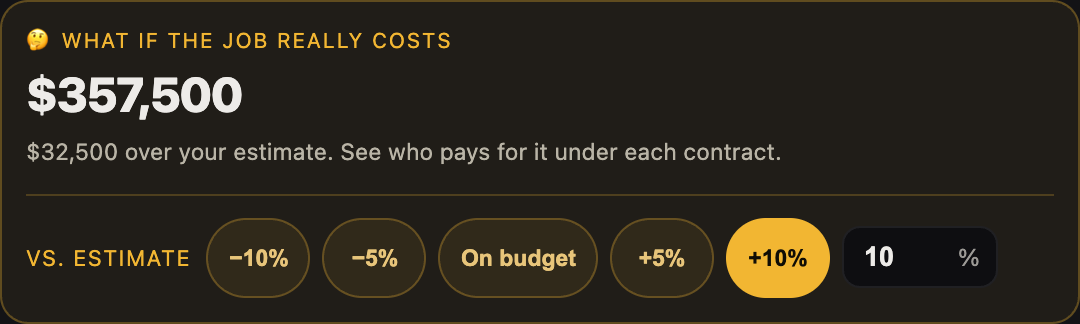 🤔 WHAT IF THE JOB REALLY COSTS
$357,500
$32,500 over your estimate. See who pays for it under each contract.
VS. ESTIMATE −10% −5% On budget +5% +10% 10 %